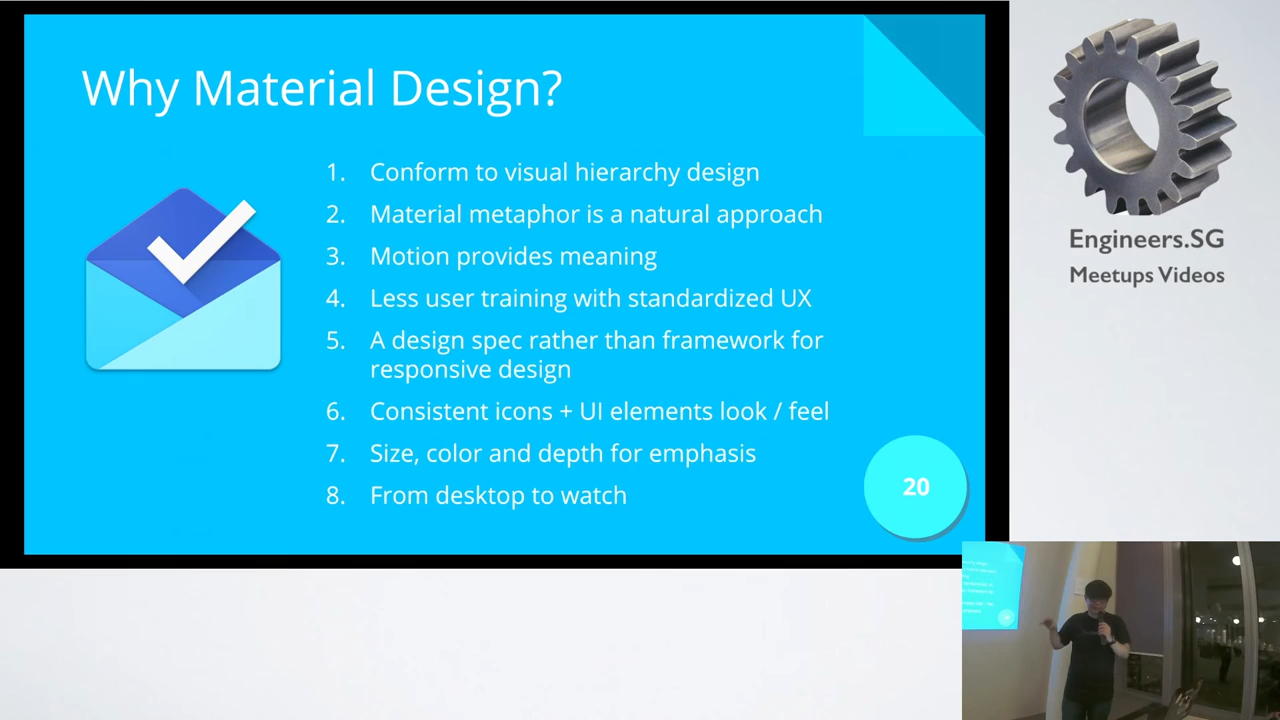 Why Material Design?
1. Conform to visual hierarchy design
2. Material metaphor is a natural approach
3. Motion provides meaning
4. Less user training with standardized UX
5. A design spec rather than framework for
responsive design
6. Consistent icons + UI elements look / feel
7. Size, color and depth for emphasis
8. From desktop to watch
20
Engineers.SG
Meetups Videos